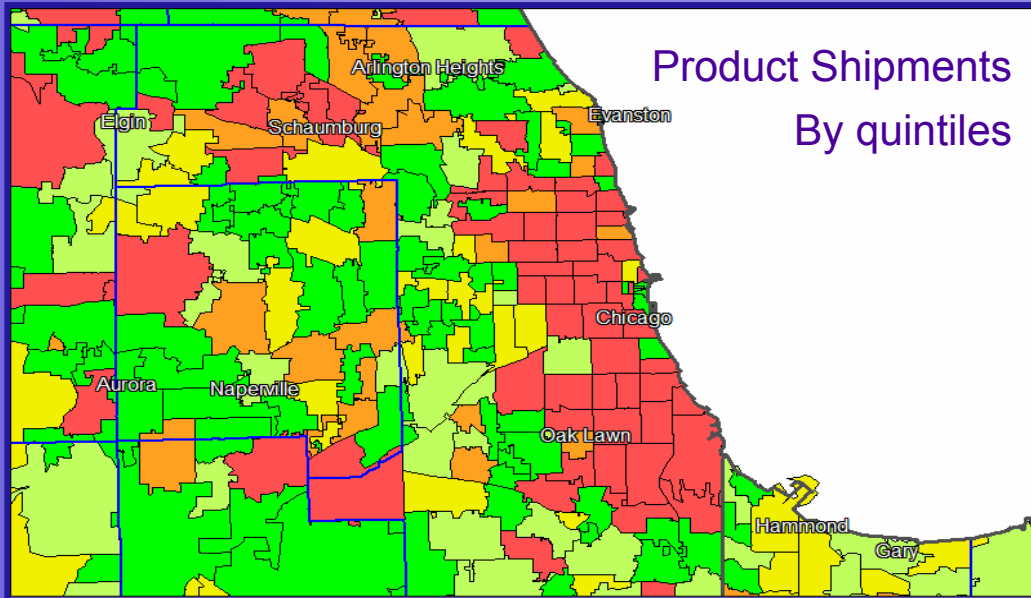 Product Shipments
By quintiles
Arlington Heights
Elgin
Schaumburg
Evanston
Chicago
Aurora
Naperville
Oak Lawn
Hammond
Gary